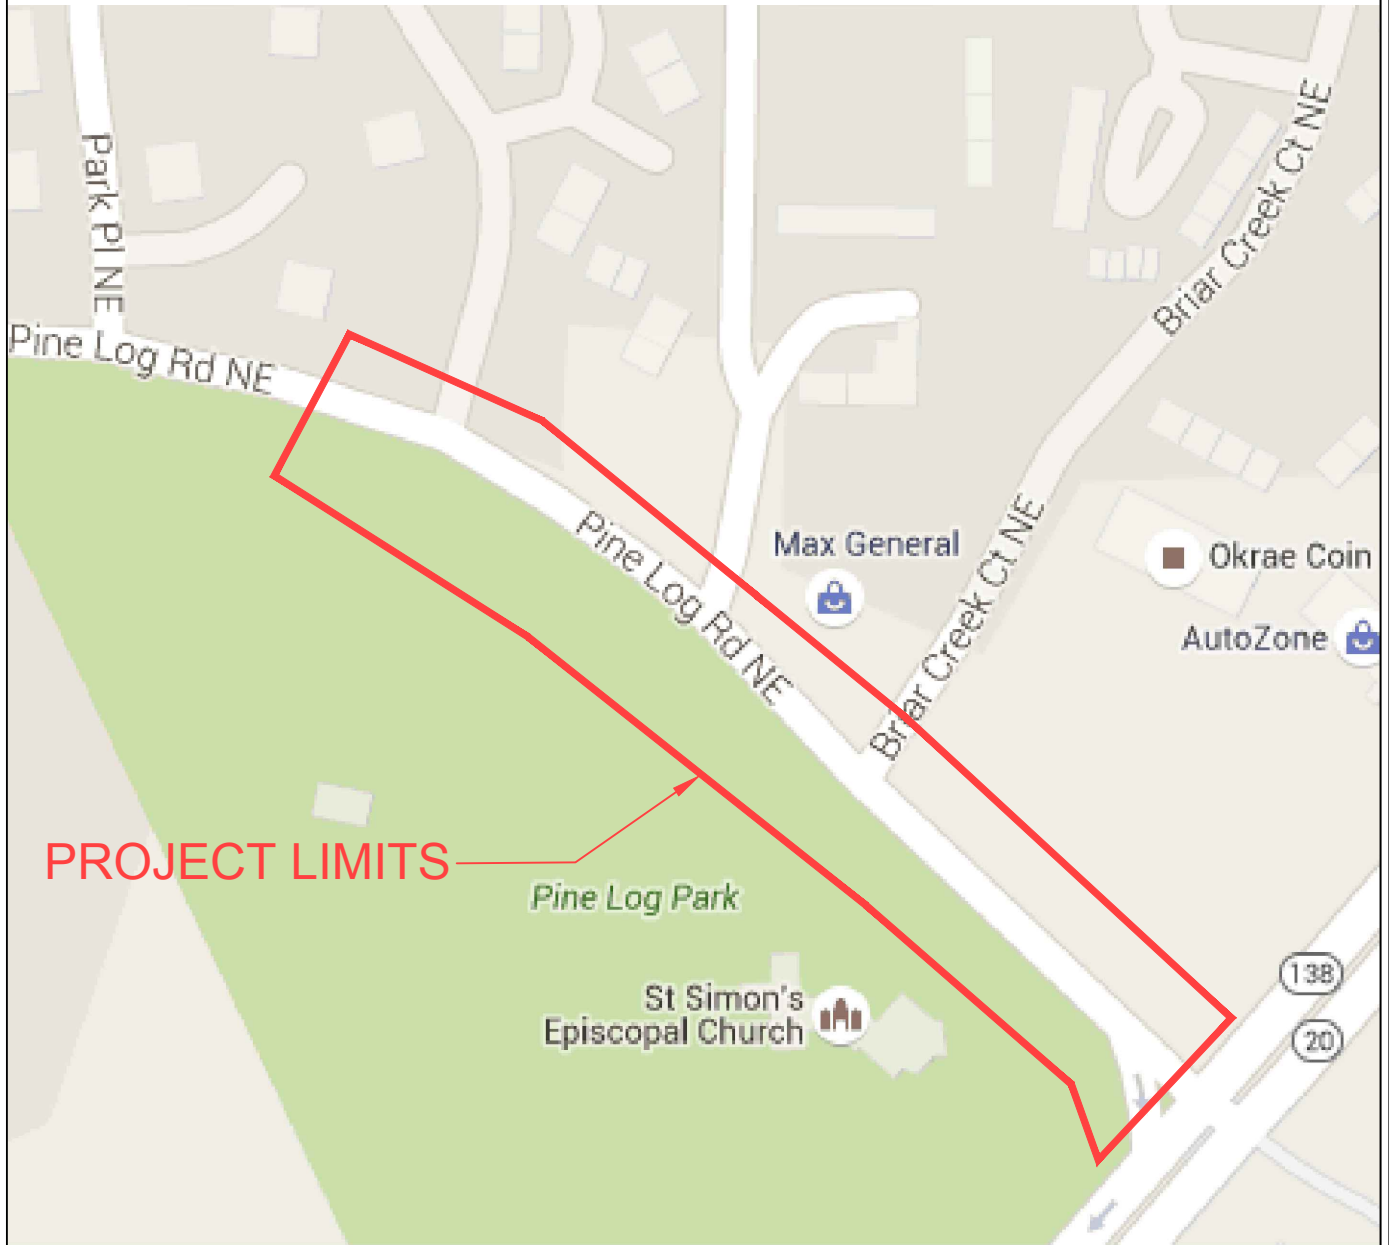 Park Pl NE
Briar Creek Ct NE
Pine Log Rd NE
Pine Log Rd NE
Max General
Briar Creek Ct NE
Okrae Coin
AutoZone
PROJECT LIMITS
Pine Log Park
St Simon's
Episcopal Church
138
20